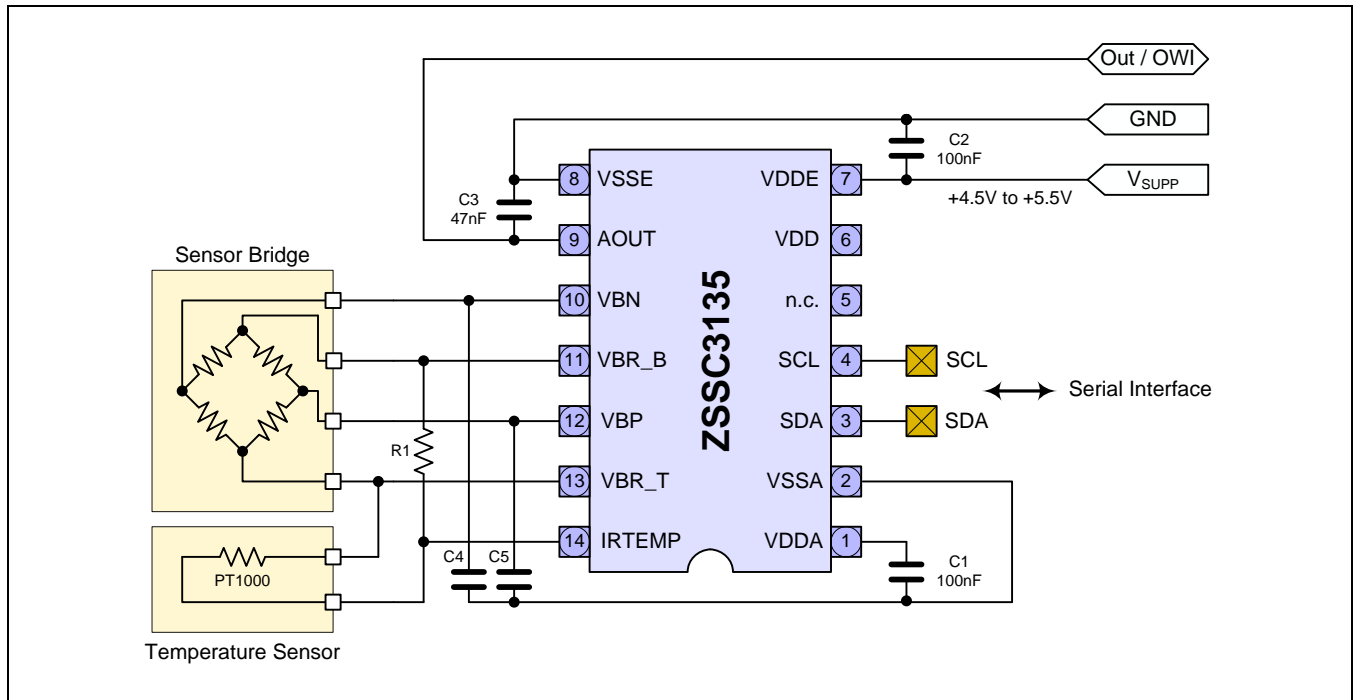 Out / OWI
GND
C2
100nF
VSUPP
+4.5V to +5.5V
8 VSSE
VDDE 7
C3
47nF
9 AOUT
VDD 6
Sensor Bridge
10 VBN
n.c. 5
ZSSC3135
11 VBR_B
SCL 4
SCL
Serial Interface
12 VBP
SDA 3
SDA
R1
13 VBR_T
VSSA 2
14 IRTEMP
VDDA 1
C4
C5
C1
100nF
PT1000
Temperature Sensor